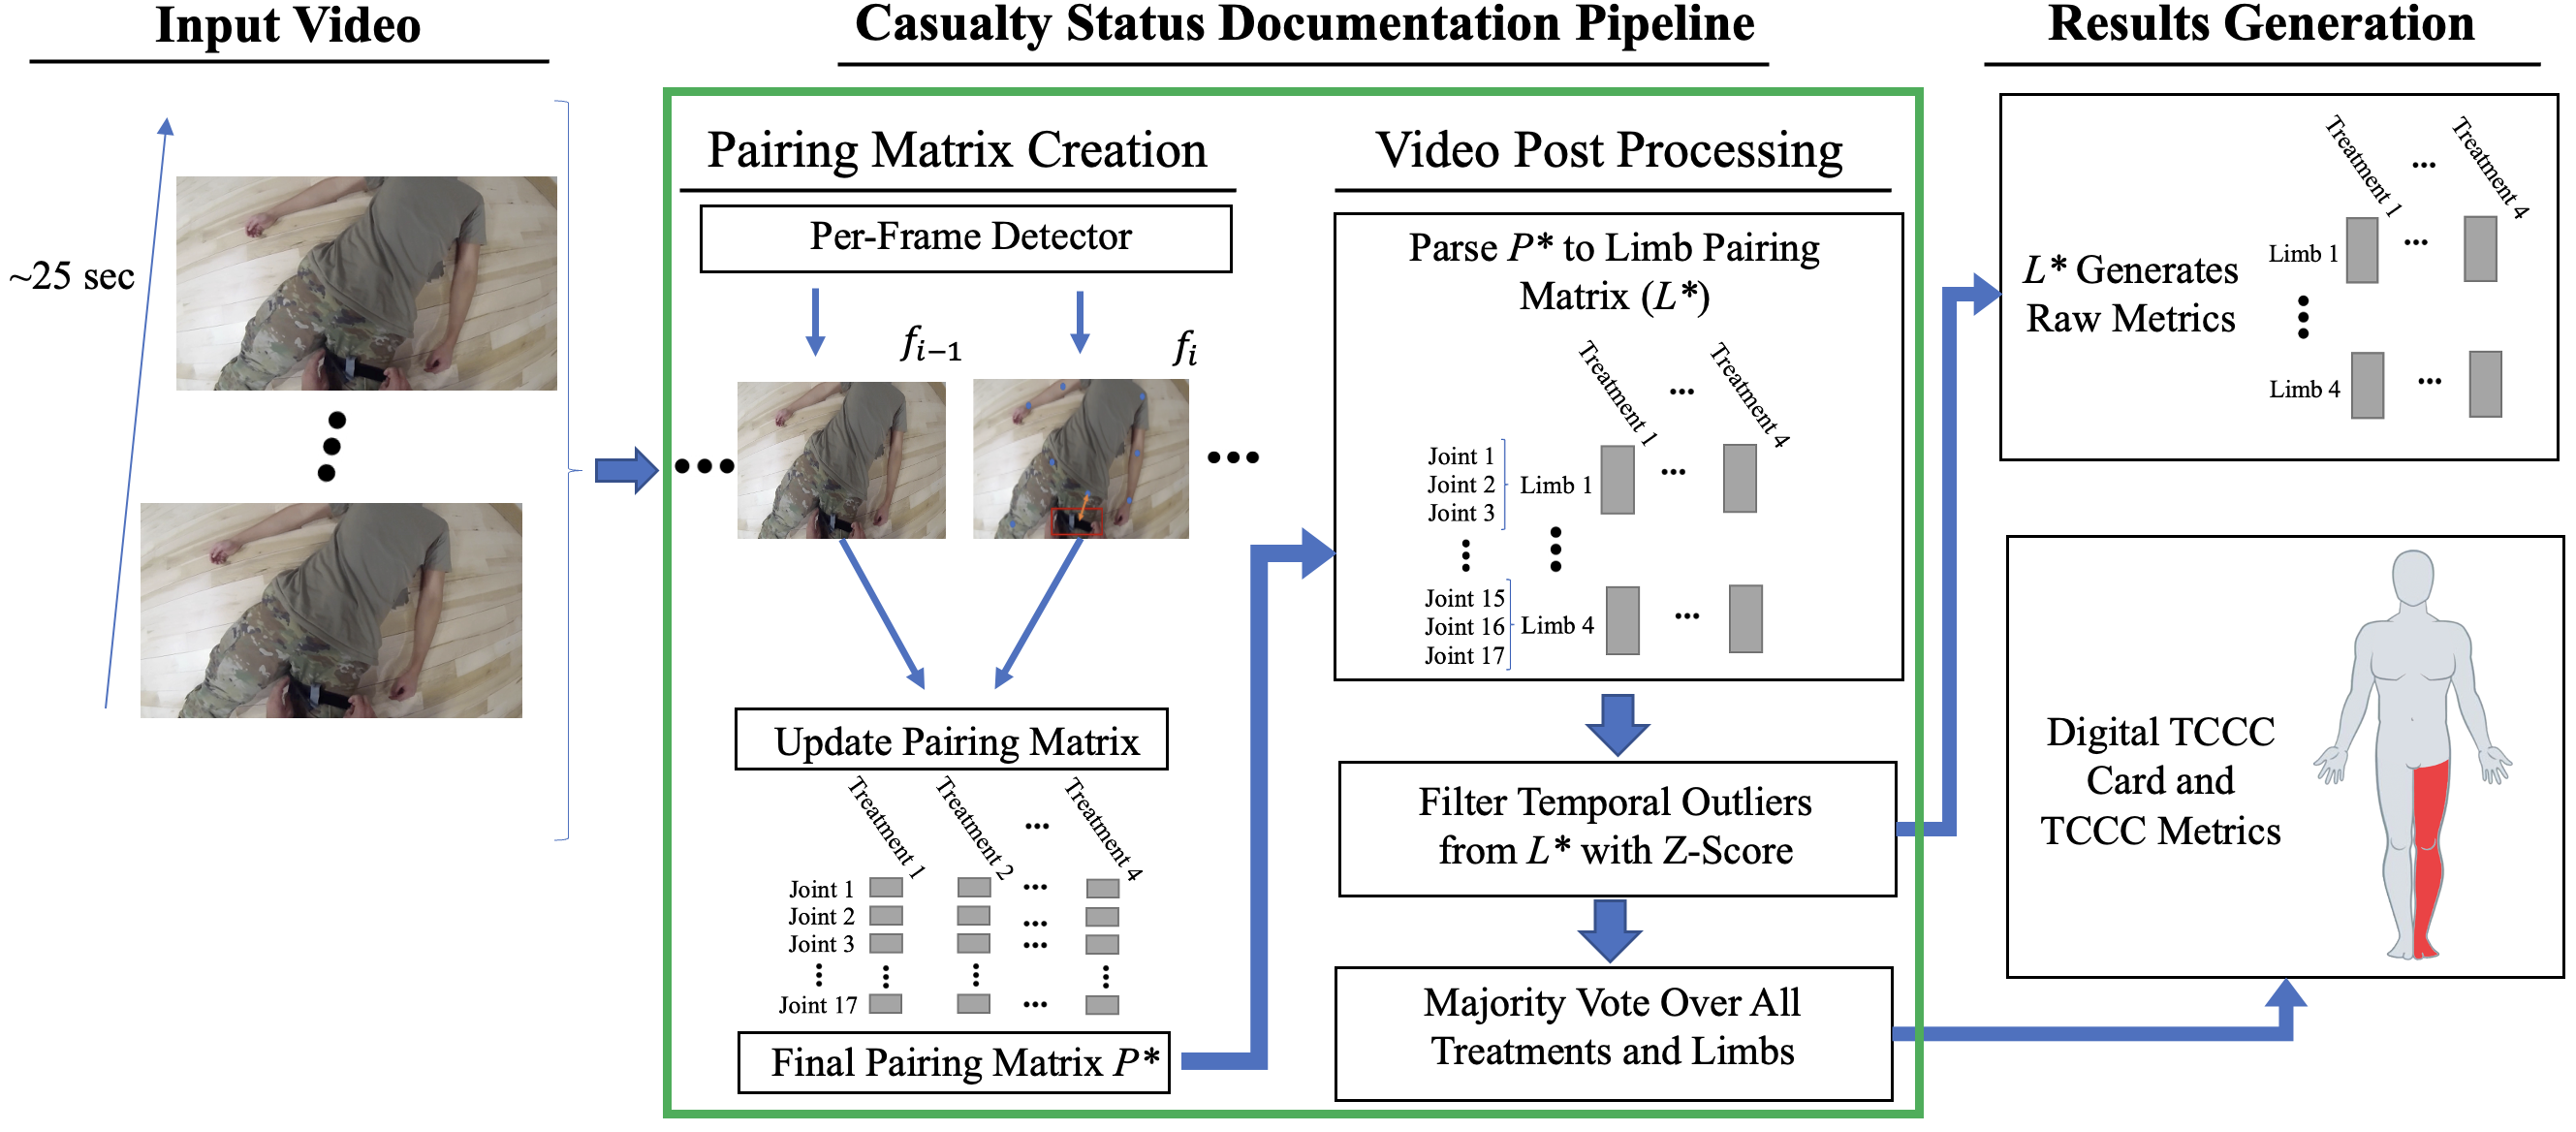 Input Video
~25 sec
Casualty Status Documentation Pipeline
Pairing Matrix Creation
Per-Frame Detector
f_{i−1}
f_i
Update Pairing Matrix
Treatment 1
Treatment 2
...
Treatment 4
Joint 1
...
Joint 2
...
Joint 3
...
Joint 17
...
Final Pairing Matrix P*
Video Post Processing
Parse P* to Limb Pairing
Matrix (L*)
Treatment 1
...
Treatment 4
Joint 1
Joint 2
Joint 3
Limb 1
...
Joint 15
Joint 16
Joint 17
Limb 4
...
Filter Temporal Outliers
from L* with Z-Score
Majority Vote Over All
Treatments and Limbs
Results Generation
L* Generates
Raw Metrics
Treatment 1
...
Treatment 4
Limb 1
...
Limb 4
...
Digital TCCC
Card and
TCCC Metrics